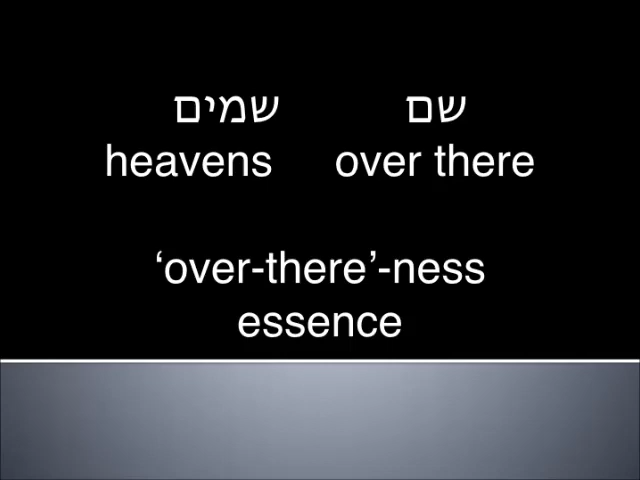 שמים שם
heavens over there
‘over-there’-ness
essence